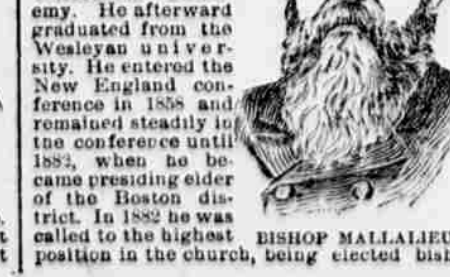 emy. He afterward
graduated from the
Wesleyan univer-
sity. He entered the
New England con-
ference in 1858 and
remained steadily in
the conference until
1882, when he be-
came presiding elder
of the Boston dis-
trict. In 1882 he was
called to the highest
BISHOP MALLALIEU
position in the church, being elected bish